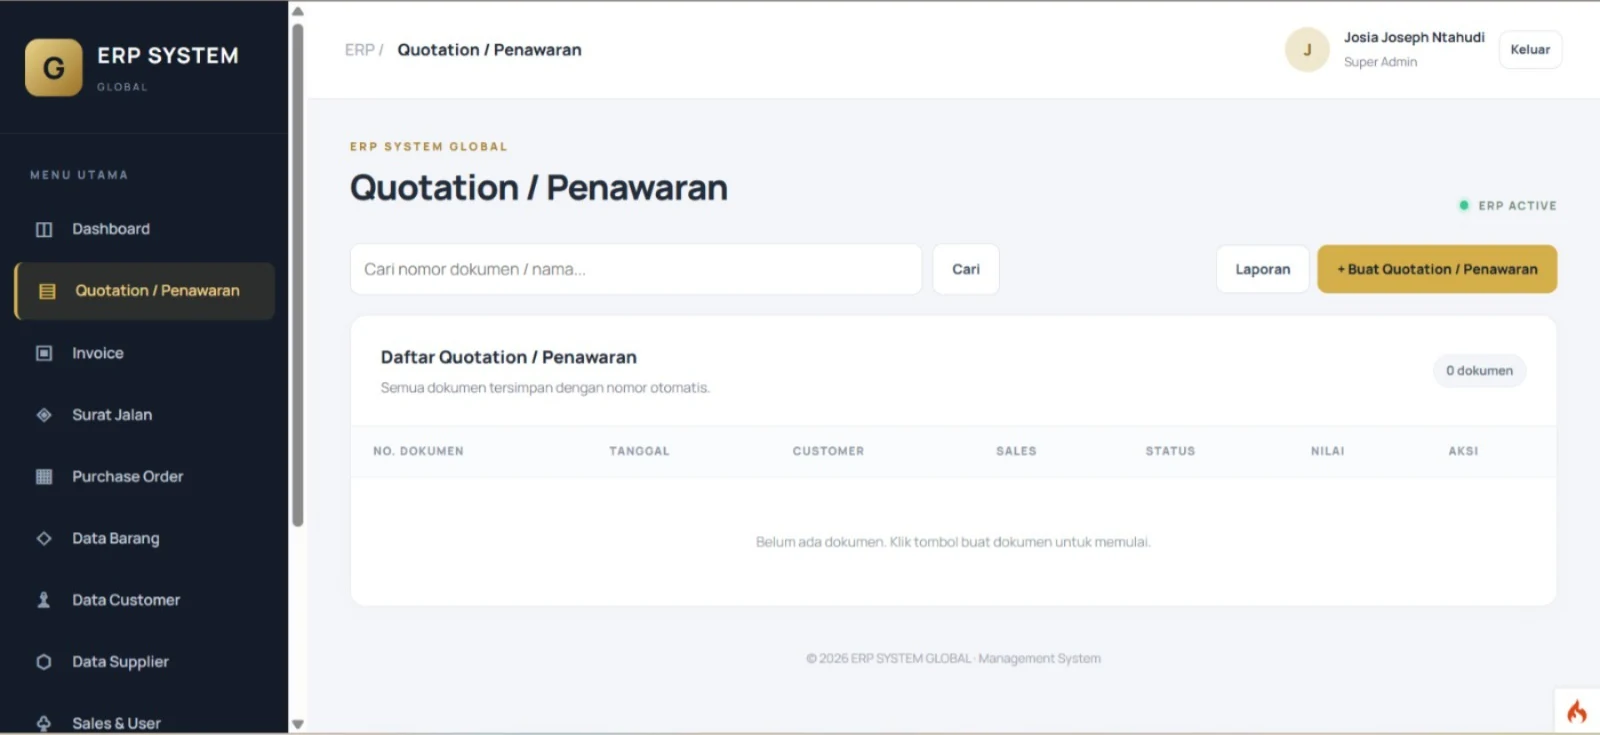 G
ERP SYSTEM
GLOBAL
MENU UTAMA
Dashboard
Quotation / Penawaran
Invoice
Surat Jalan
Purchase Order
Data Barang
Data Customer
Data Supplier
Sales & User
ERP / Quotation / Penawaran
J
Josia Joseph Ntahudi
Super Admin
Keluar
ERP SYSTEM GLOBAL
Quotation / Penawaran
ERP ACTIVE
Cari nomor dokumen / nama...
Cari
Laporan
+ Buat Quotation / Penawaran
Daftar Quotation / Penawaran
Semua dokumen tersimpan dengan nomor otomatis.
0 dokumen
NO. DOKUMEN TANGGAL CUSTOMER SALES STATUS NILAI AKSI
Belum ada dokumen. Klik tombol buat dokumen untuk memulai.
© 2026 ERP SYSTEM GLOBAL · Management System